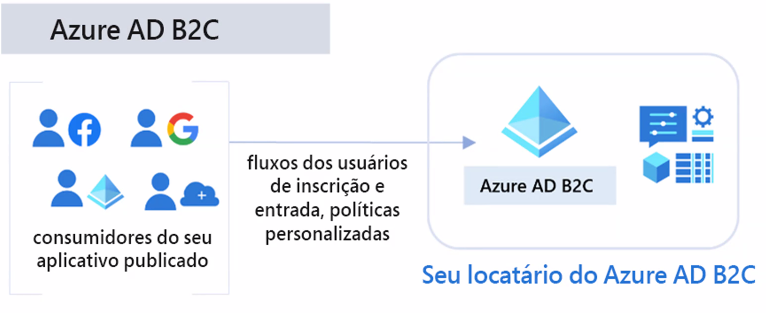 Azure AD B2C
consumidores do seu
aplicativo publicado
fluxos dos usuários
de inscrição e
entrada, políticas
personalizadas
Azure AD B2C
Seu locatário do Azure AD B2C